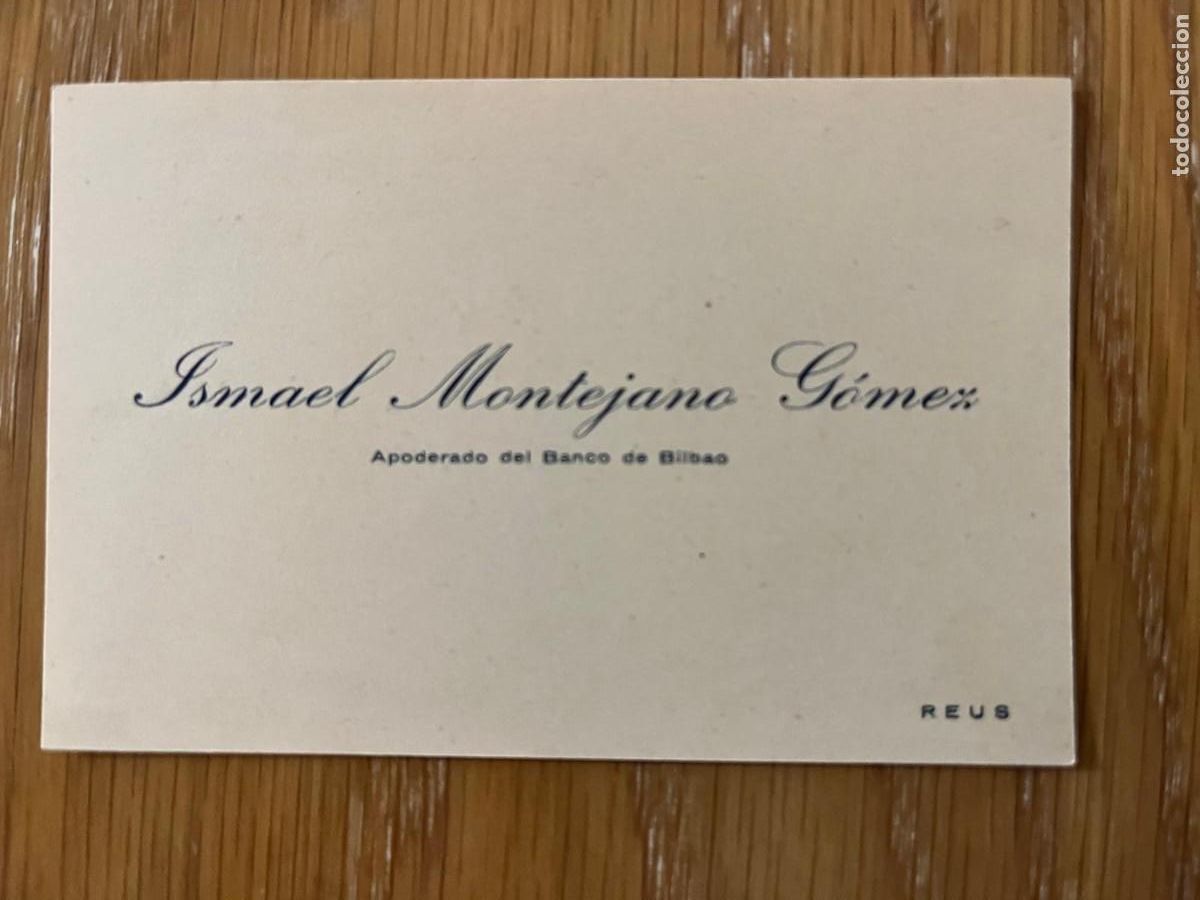 Ismael Montejano Gómez
Apoderado del Banco de Bilbao
REUS
todocoleccion